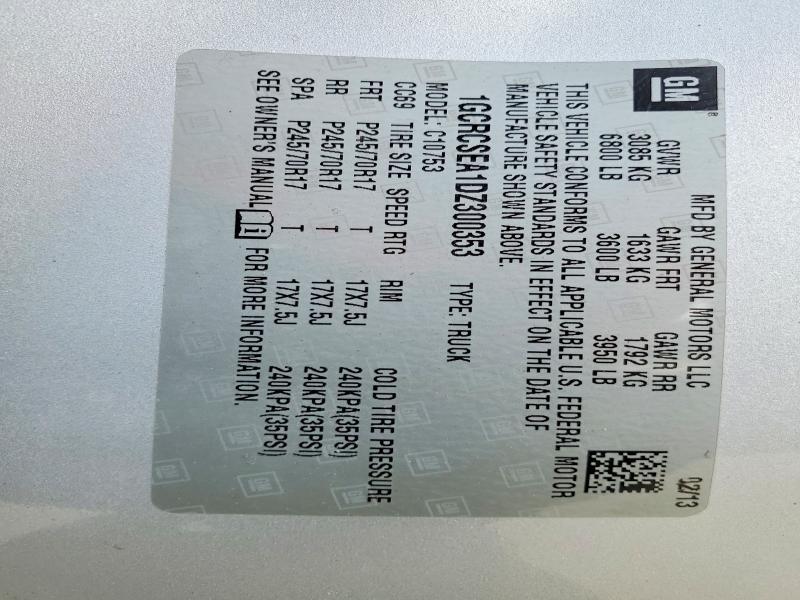 GM ®
MFD BY GENERAL MOTORS LLC 02/13
GVWR GAWR FRT GAWR RR
3085 KG 1633 KG 1792 KG
6800 LB 3600 LB 3950 LB
THIS VEHICLE CONFORMS TO ALL APPLICABLE U.S. FEDERAL MOTOR
VEHICLE SAFETY STANDARDS IN EFFECT ON THE DATE OF
MANUFACTURE SHOWN ABOVE.
1GCRCSEA1DZ300353 TYPE: TRUCK
MODEL: C10753
CC69 TIRE SIZE SPEED RTG RIM COLD TIRE PRESSURE
FRT P245/70R17 T 17X7.5J 240KPA(35PSI)
RR P245/70R17 T 17X7.5J 240KPA(35PSI)
SPA P245/70R17 T 17X7.5J 240KPA(35PSI)
SEE OWNER'S MANUAL FOR MORE INFORMATION.